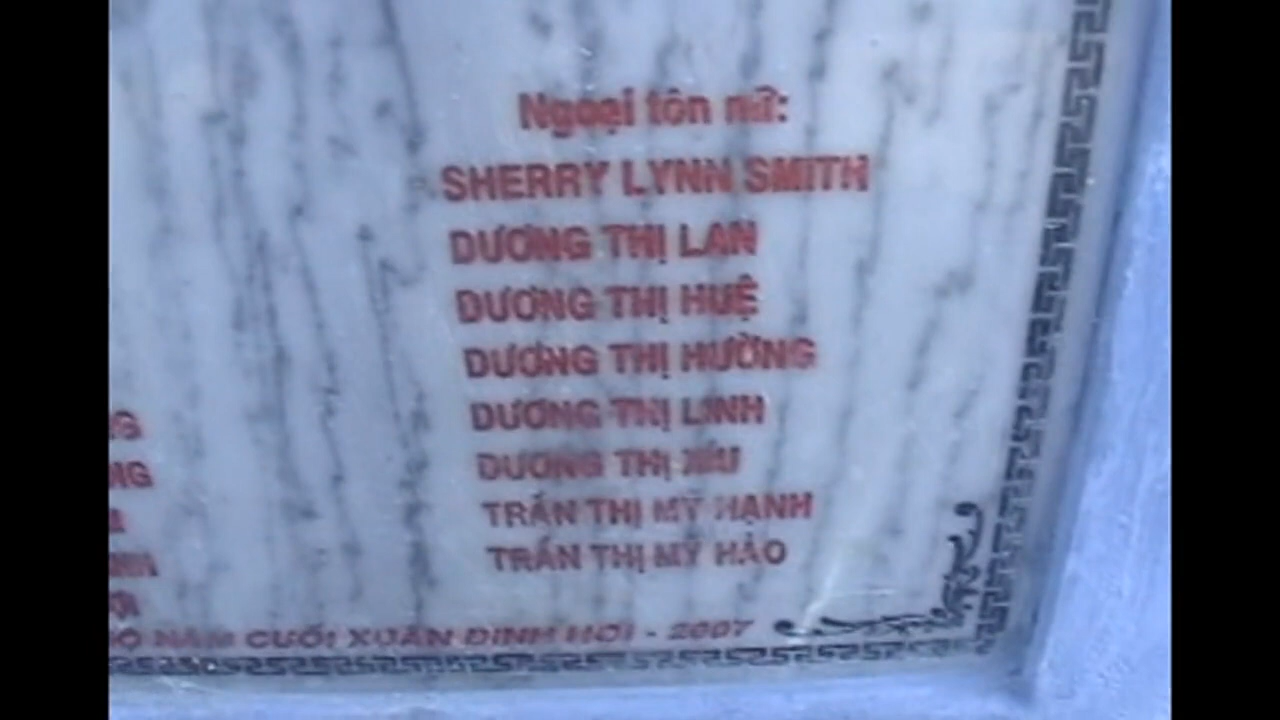 Ngoại tôn nữ:
SHERRY LYNN SMITH
DƯƠNG THỊ LAN
DƯƠNG THỊ HUỆ
DƯƠNG THỊ HƯỜNG
DƯƠNG THỊ LINH
DƯƠNG THỊ
TRẦN THỊ MỸ HẠNH
TRẦN THỊ MỸ HẢO
NĂM CUỐI XUÂN ĐINH HỢI - 2007